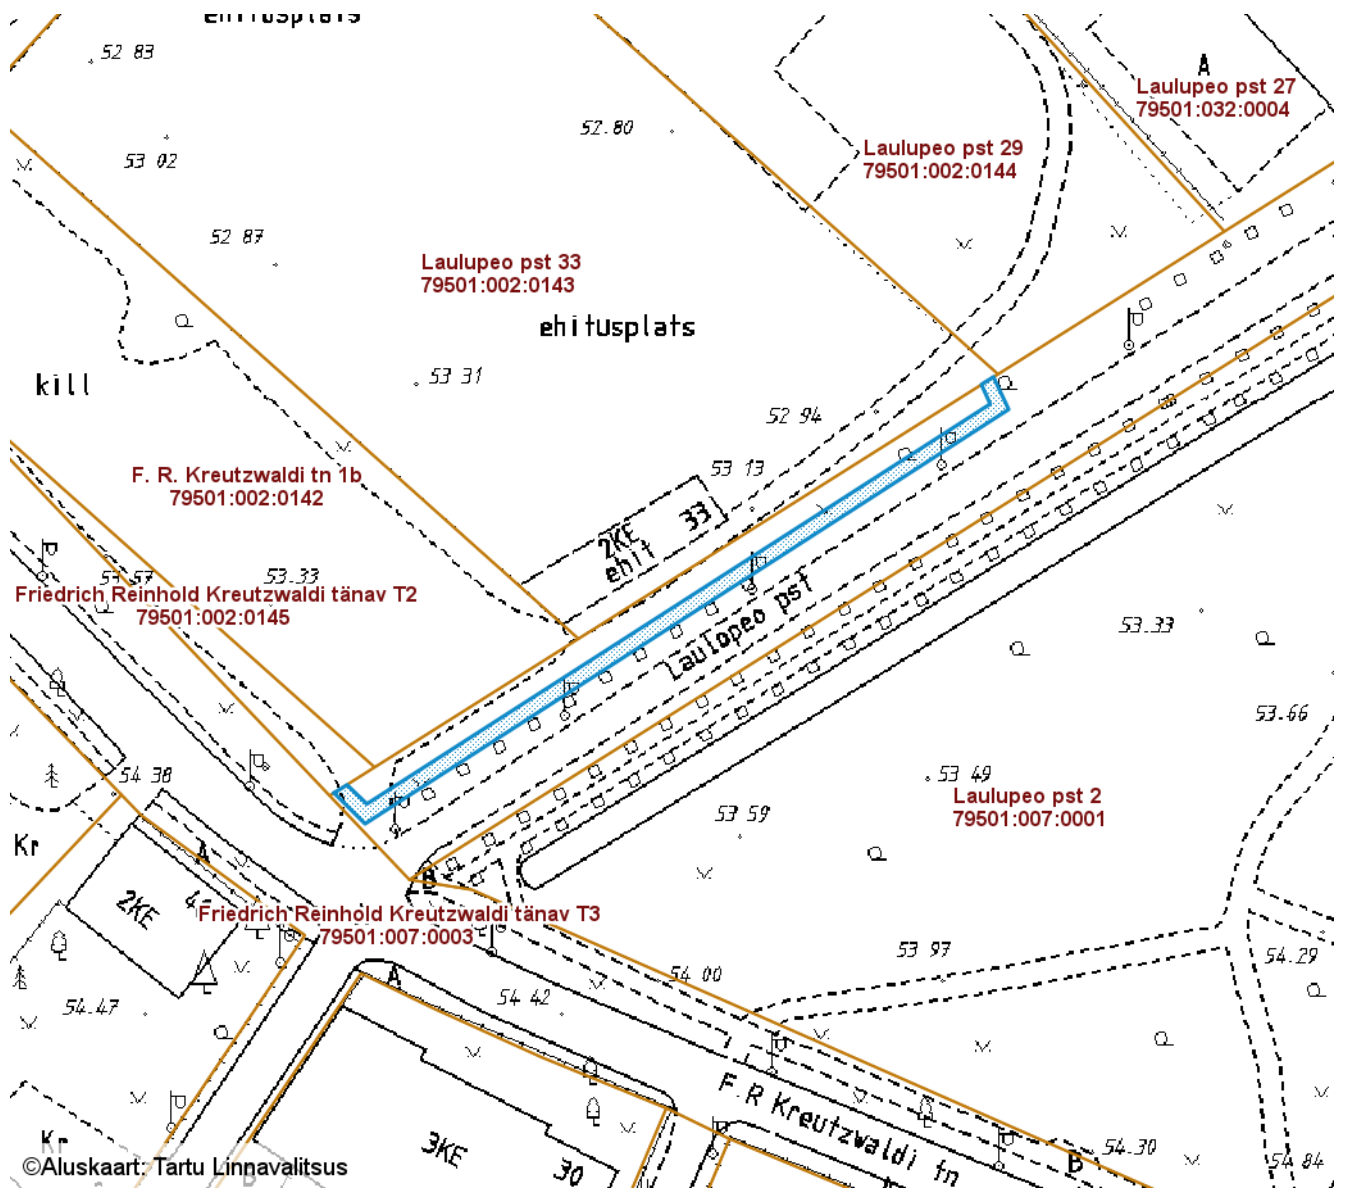 ehitusplats
52 83
A
Laulupeo pst 27
79501:032:0004
52.80
53 02
Laulupeo pst 29
79501:002:0144
52 87
Laulupeo pst 33
79501:002:0143
ehitusplats
53 31
kill
52 94
53 13
F. R. Kreutzwaldi tn 1b
79501:002:0142
33
2KE
ehit
53.57
53.33
Friedrich Reinhold Kreutzwaldi tänav T2
79501:002:0145
Laulopeo pst
53.33
53.66
54 38
53 49
Laulupeo pst 2
79501:007:0001
53 59
Kr
A
B
2KE
Friedrich Reinhold Kreutzwaldi tänav T3
79501:007:0003
53 97
54.29
54 00
A
54 42
54.47
F.R Kreutzwaldi tn
3KE
30
Kr
54.30
B
54 84
©Aluskaart: Tartu Linnavalitsus
B